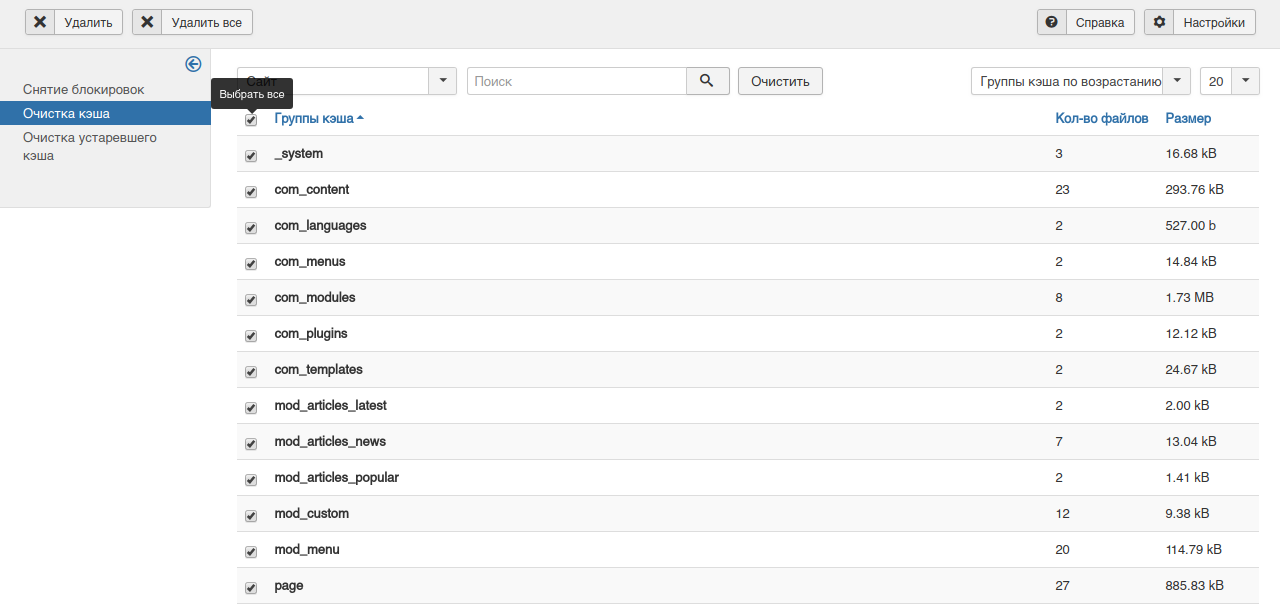 Удалить Удалить все Справка Настройки
Сайт Поиск Очистить Группы кэша по возрастанию 20
Выбрать все
Снятие блокировок
Очистка кэша
Очистка устаревшего
кэша
Группы кэша Кол-во файлов Размер
_system 3 16.68 kB
com_content 23 293.76 kB
com_languages 2 527.00 b
com_menus 2 14.84 kB
com_modules 8 1.73 MB
com_plugins 2 12.12 kB
com_templates 2 24.67 kB
mod_articles_latest 2 2.00 kB
mod_articles_news 7 13.04 kB
mod_articles_popular 2 1.41 kB
mod_custom 12 9.38 kB
mod_menu 20 114.79 kB
page 27 885.83 kB